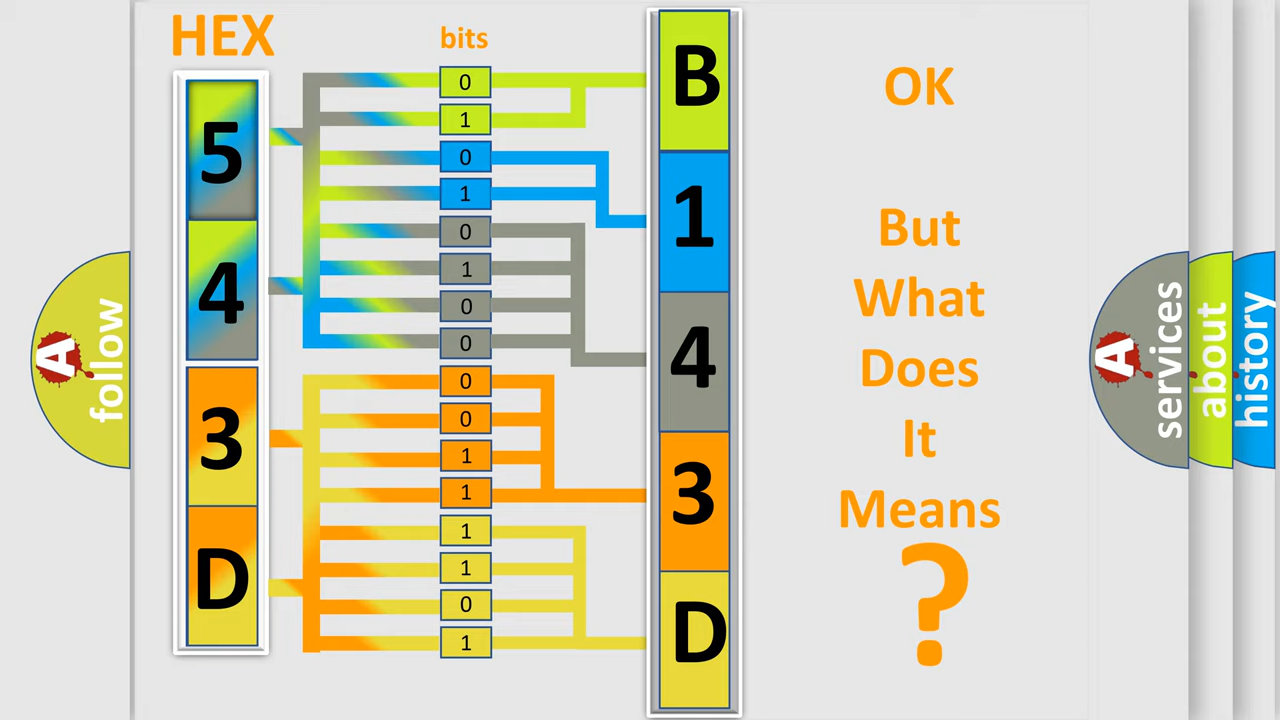 HEX
bits
5
4
3
D
0
1
0
1
0
1
0
0
0
0
1
1
1
1
0
1
B
1
4
3
D
OK
But
What
Does
It
Means
?
A
follow
A
services
about
history